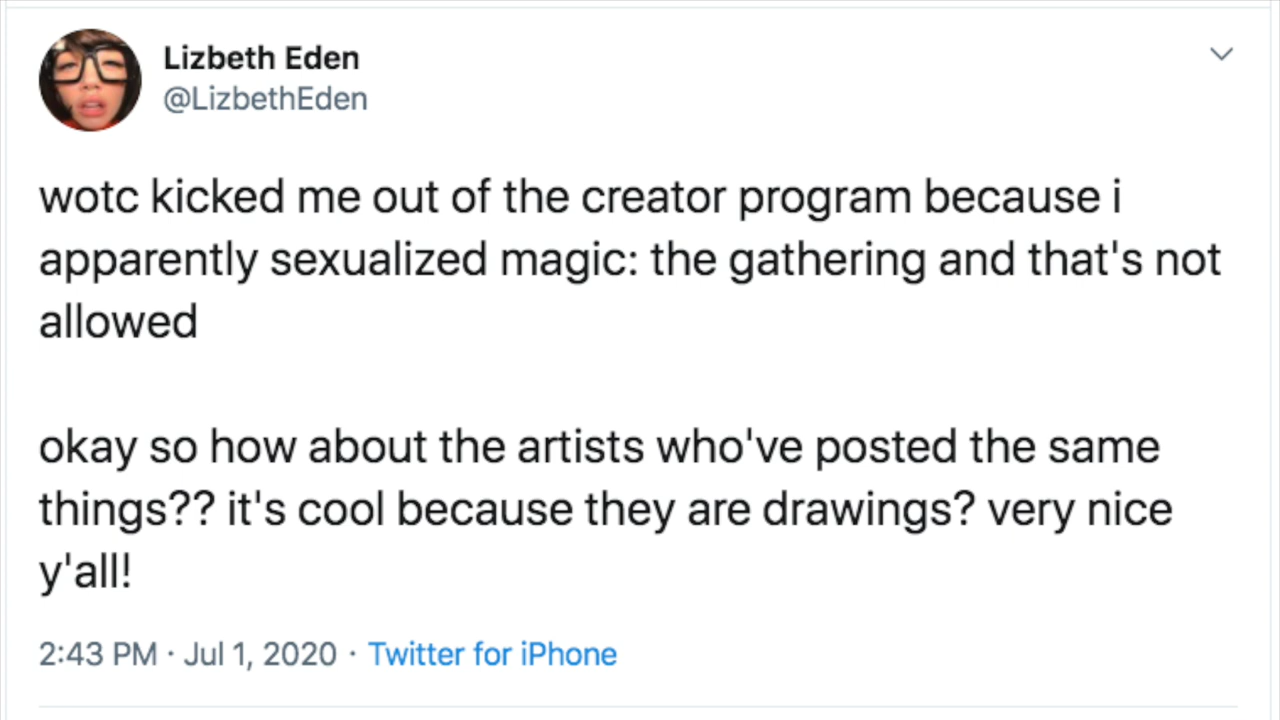 Lizbeth Eden
@LizbethEden
wotc kicked me out of the creator program because i
apparently sexualized magic: the gathering and that's not
allowed
okay so how about the artists who've posted the same
things?? it's cool because they are drawings? very nice
y'all!
2:43 PM · Jul 1, 2020 · Twitter for iPhone